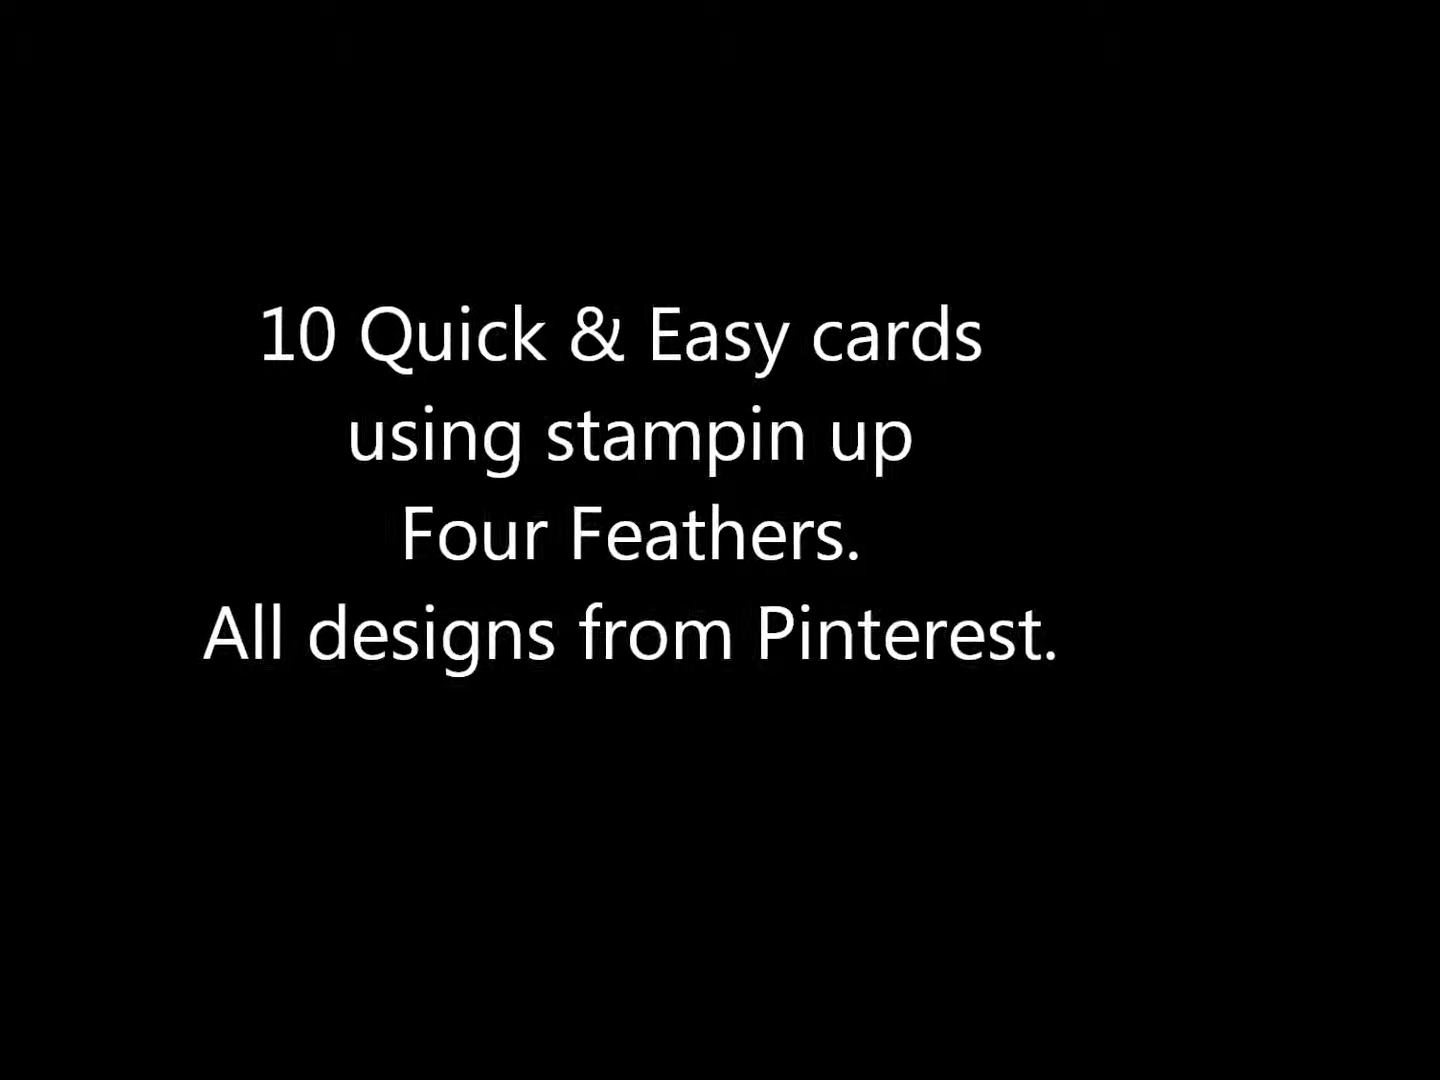 10 Quick & Easy cards
using stampin up
Four Feathers.
All designs from Pinterest.